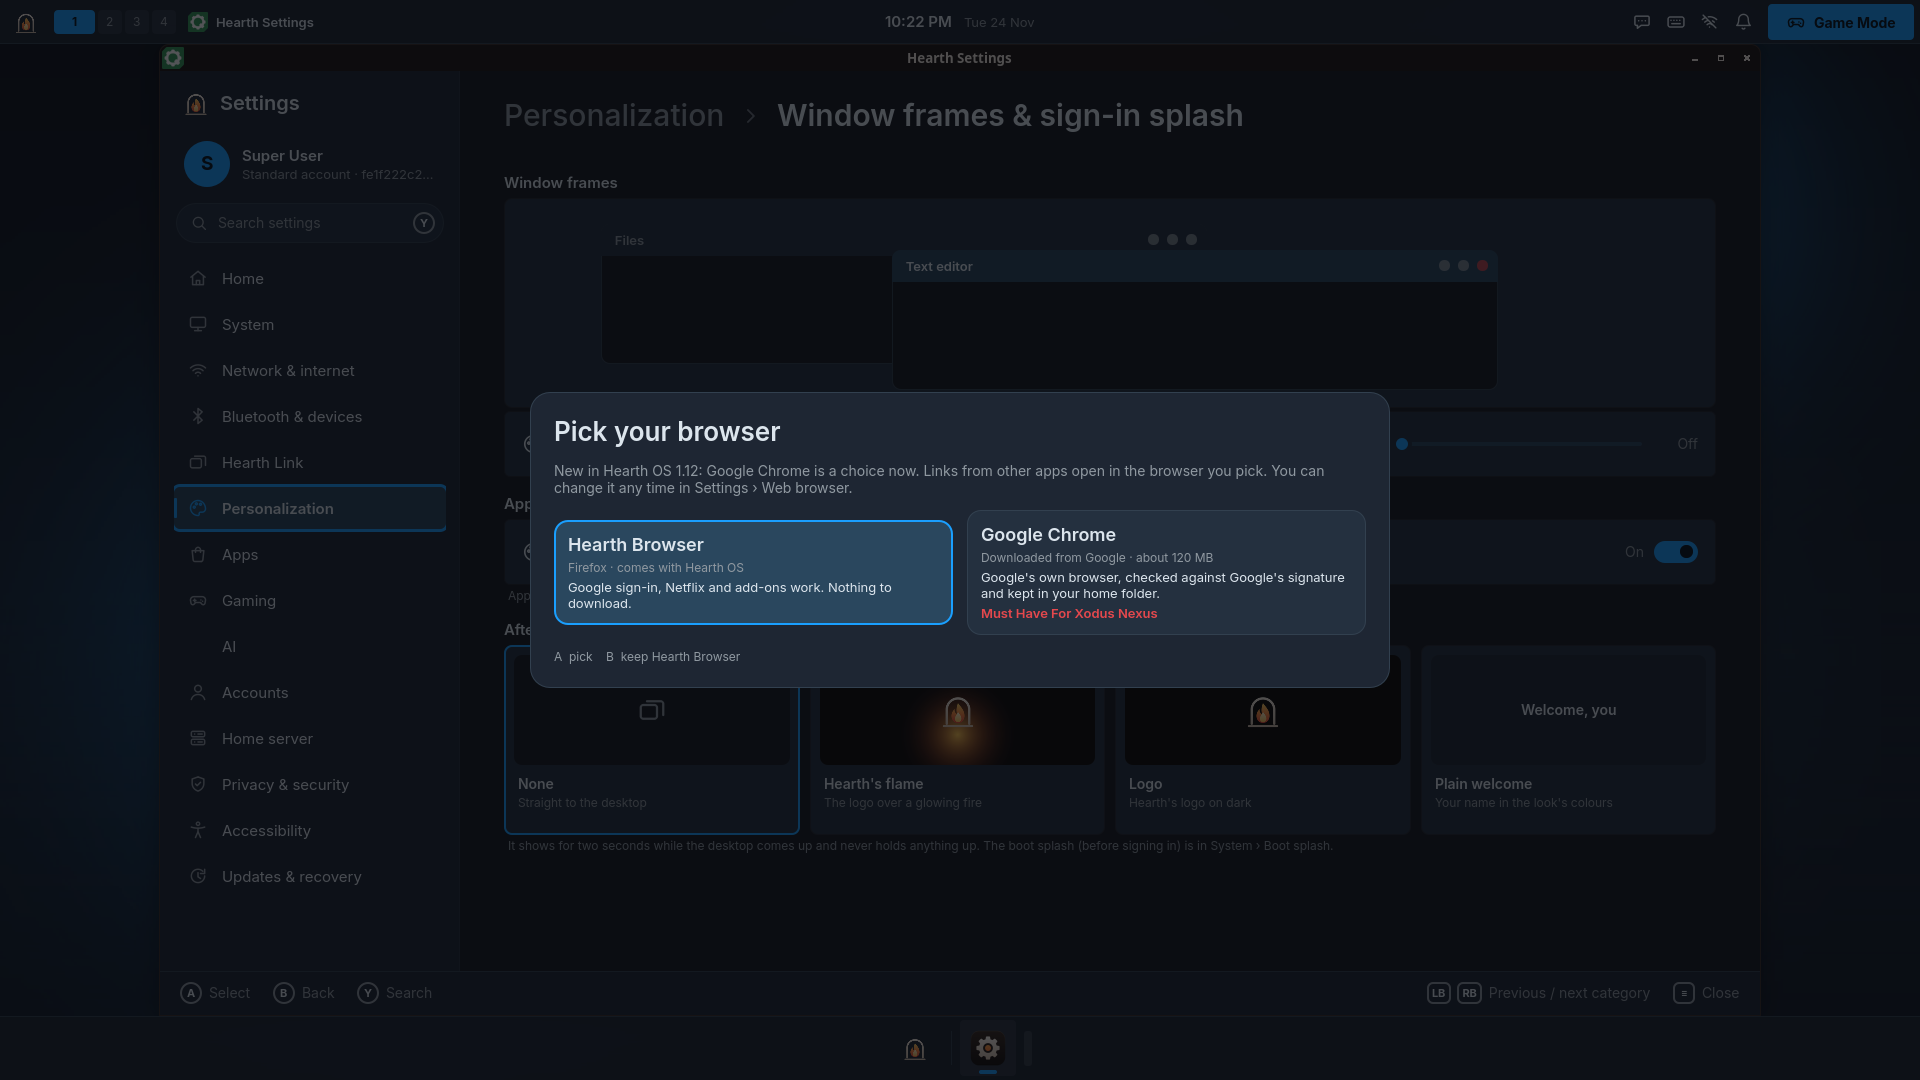 1 2 3 4 Hearth Settings
10:22 PM Tue 24 Nov
Game Mode
Hearth Settings
Settings
S
Super User
Standard account · fe1f222c2...
Search settings Y
Home
System
Network & internet
Bluetooth & devices
Hearth Link
Personalization
Apps
Gaming
AI
Accounts
Home server
Privacy & security
Accessibility
Updates & recovery
Personalization › Window frames & sign-in splash
Window frames
Files
Text editor
Off
On
Pick your browser
New in Hearth OS 1.12: Google Chrome is a choice now. Links from other apps open in the browser you pick. You can
change it any time in Settings › Web browser.
Hearth Browser
Firefox · comes with Hearth OS
Google sign-in, Netflix and add-ons work. Nothing to
download.
Google Chrome
Downloaded from Google · about 120 MB
Google's own browser, checked against Google's signature
and kept in your home folder.
Must Have For Xodus Nexus
A pick B keep Hearth Browser
None
Straight to the desktop
Hearth's flame
The logo over a glowing fire
Logo
Hearth's logo on dark
Welcome, you
Plain welcome
Your name in the look's colours
It shows for two seconds while the desktop comes up and never holds anything up. The boot splash (before signing in) is in System › Boot splash.
A Select B Back Y Search
LB RB Previous / next category ≡ Close